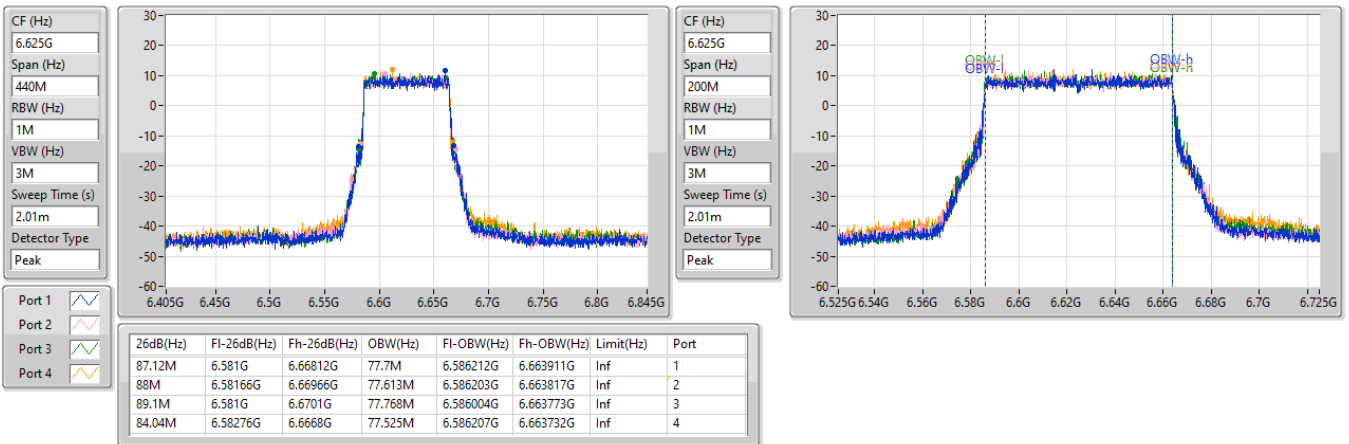 CF (Hz)
6.625G
Span (Hz)
440M
RBW (Hz)
1M
VBW (Hz)
3M
Sweep Time (s)
2.01m
Detector Type
Peak
30-
20-
10-
0-
-10-
-20-
-30-
-40-
-50-
-60-
6.405G 6.45G 6.5G 6.55G 6.6G 6.65G 6.7G 6.75G 6.8G 6.845G
CF (Hz)
6.625G
Span (Hz)
200M
RBW (Hz)
1M
VBW (Hz)
3M
Sweep Time (s)
2.01m
Detector Type
Peak
30-
20-
10-
0-
-10-
-20-
-30-
-40-
-50-
-60-
OBW-l OBW-h
OBW-l OBW-h
6.525G 6.54G 6.56G 6.58G 6.6G 6.62G 6.64G 6.66G 6.68G 6.7G 6.725G
Port 1
Port 2
Port 3
Port 4
26dB(Hz) Fl-26dB(Hz) Fh-26dB(Hz) OBW(Hz) Fl-OBW(Hz) Fh-OBW(Hz) Limit(Hz) Port
87.12M 6.581G 6.66812G 77.7M 6.586212G 6.663911G Inf 1
88M 6.58166G 6.66966G 77.613M 6.586203G 6.663817G Inf 2
89.1M 6.581G 6.6701G 77.768M 6.586004G 6.663773G Inf 3
84.04M 6.58276G 6.6668G 77.525M 6.586207G 6.663732G Inf 4